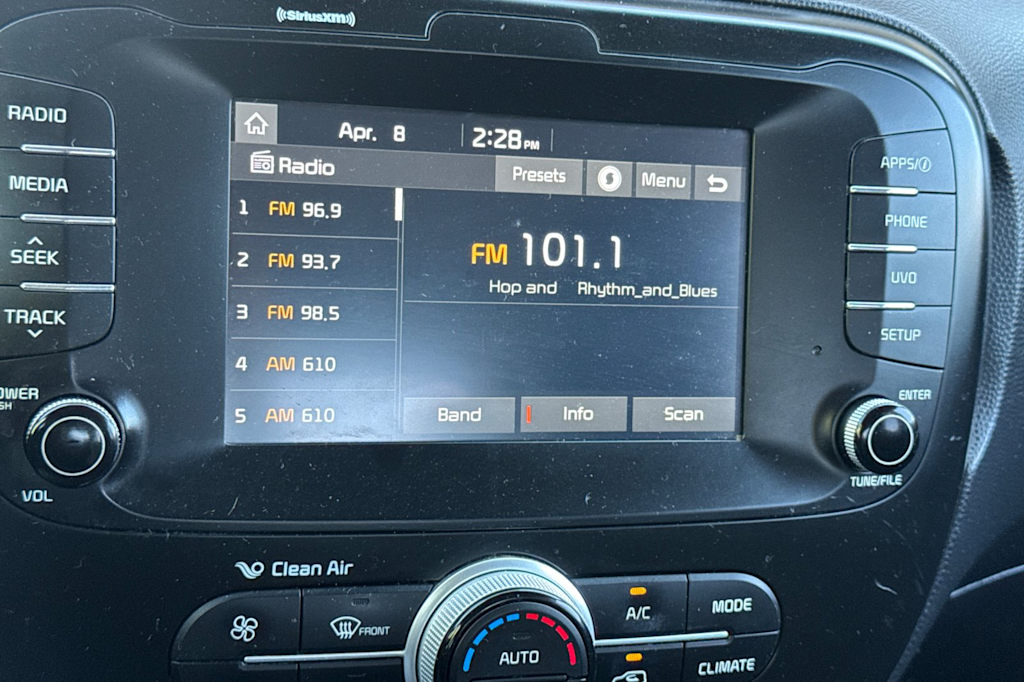 SiriusXM
RADIO
MEDIA
SEEK
TRACK
VOL
Apr. 8 2:28 PM
Radio Presets Menu
1 FM 96.9
2 FM 93.7
3 FM 98.5
4 AM 610
5 AM 610
FM 101.1
Hop and Rhythm_and_Blues
Band Info Scan
APPS/i
PHONE
UVO
SETUP
ENTER
TUNE/FILE
Clean Air
FRONT
AUTO
A/C
MODE
CLIMATE